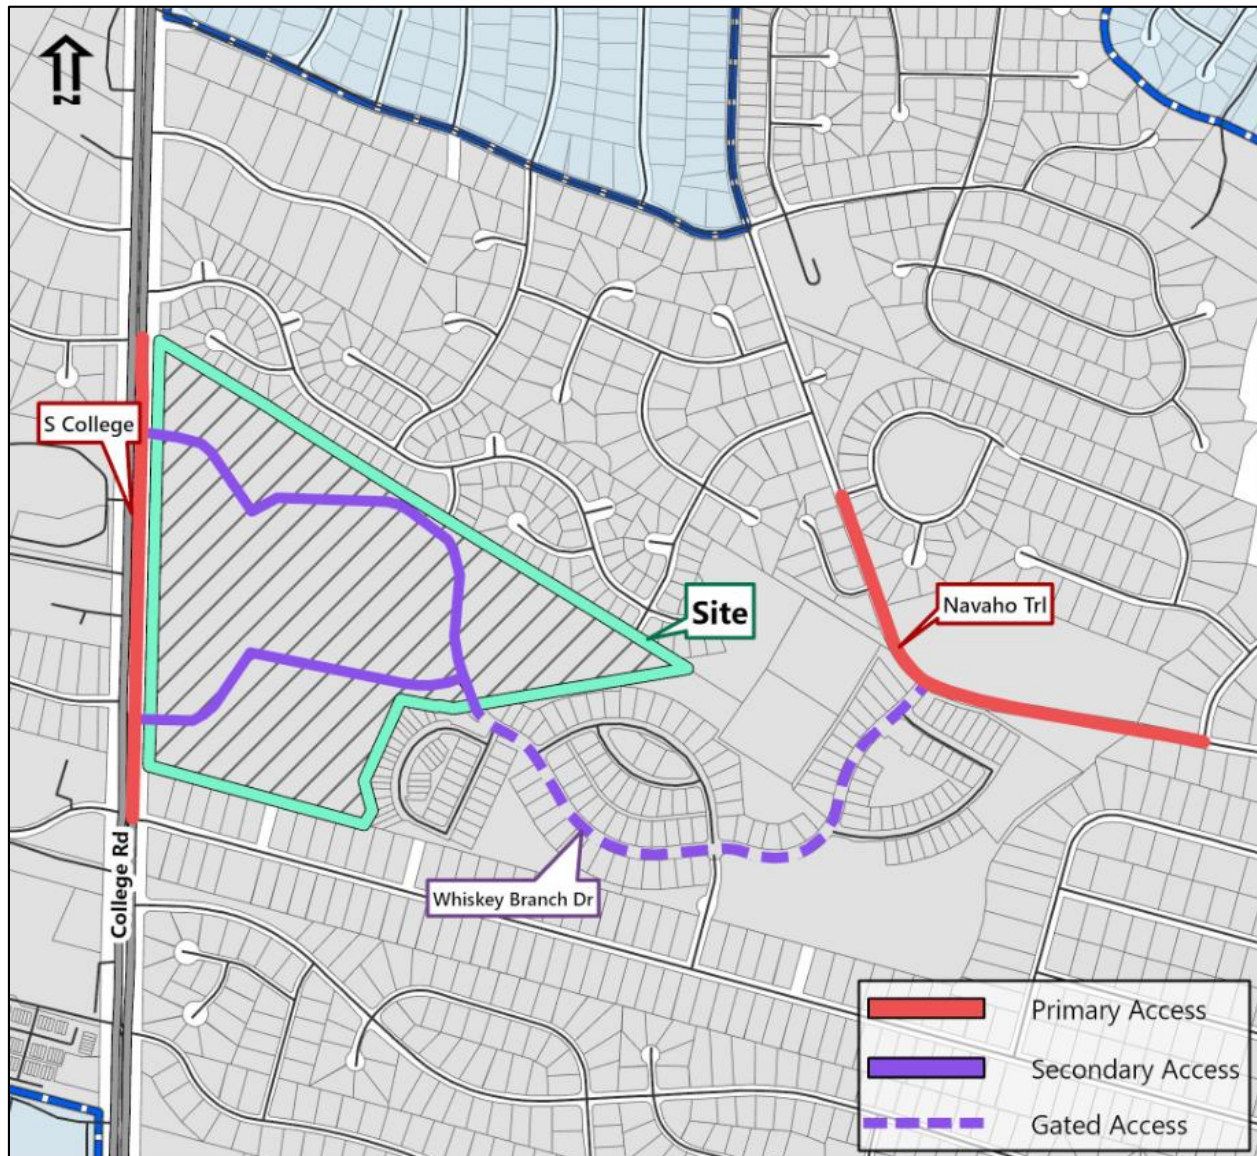 N
S College
Site
Navaho Trl
Whiskey Branch Dr
College Rd
Primary Access
Secondary Access
Gated Access